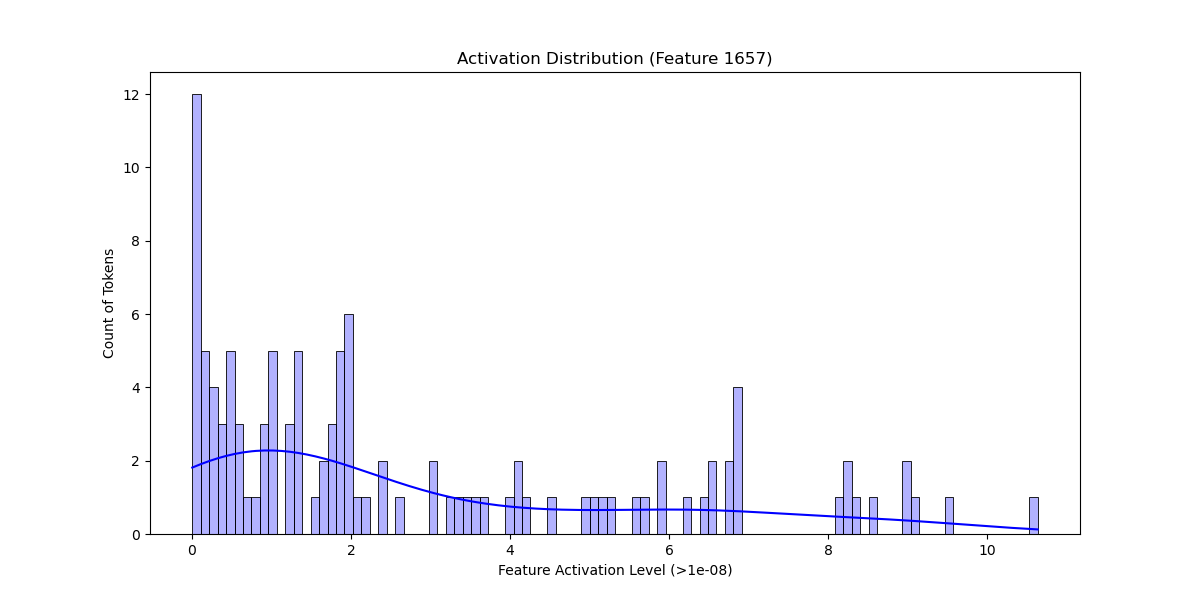 Activation Distribution (Feature 1657)
12
10
8
6
4
2
0
Count of Tokens
0 2 4 6 8 10
Feature Activation Level (>1e-08)